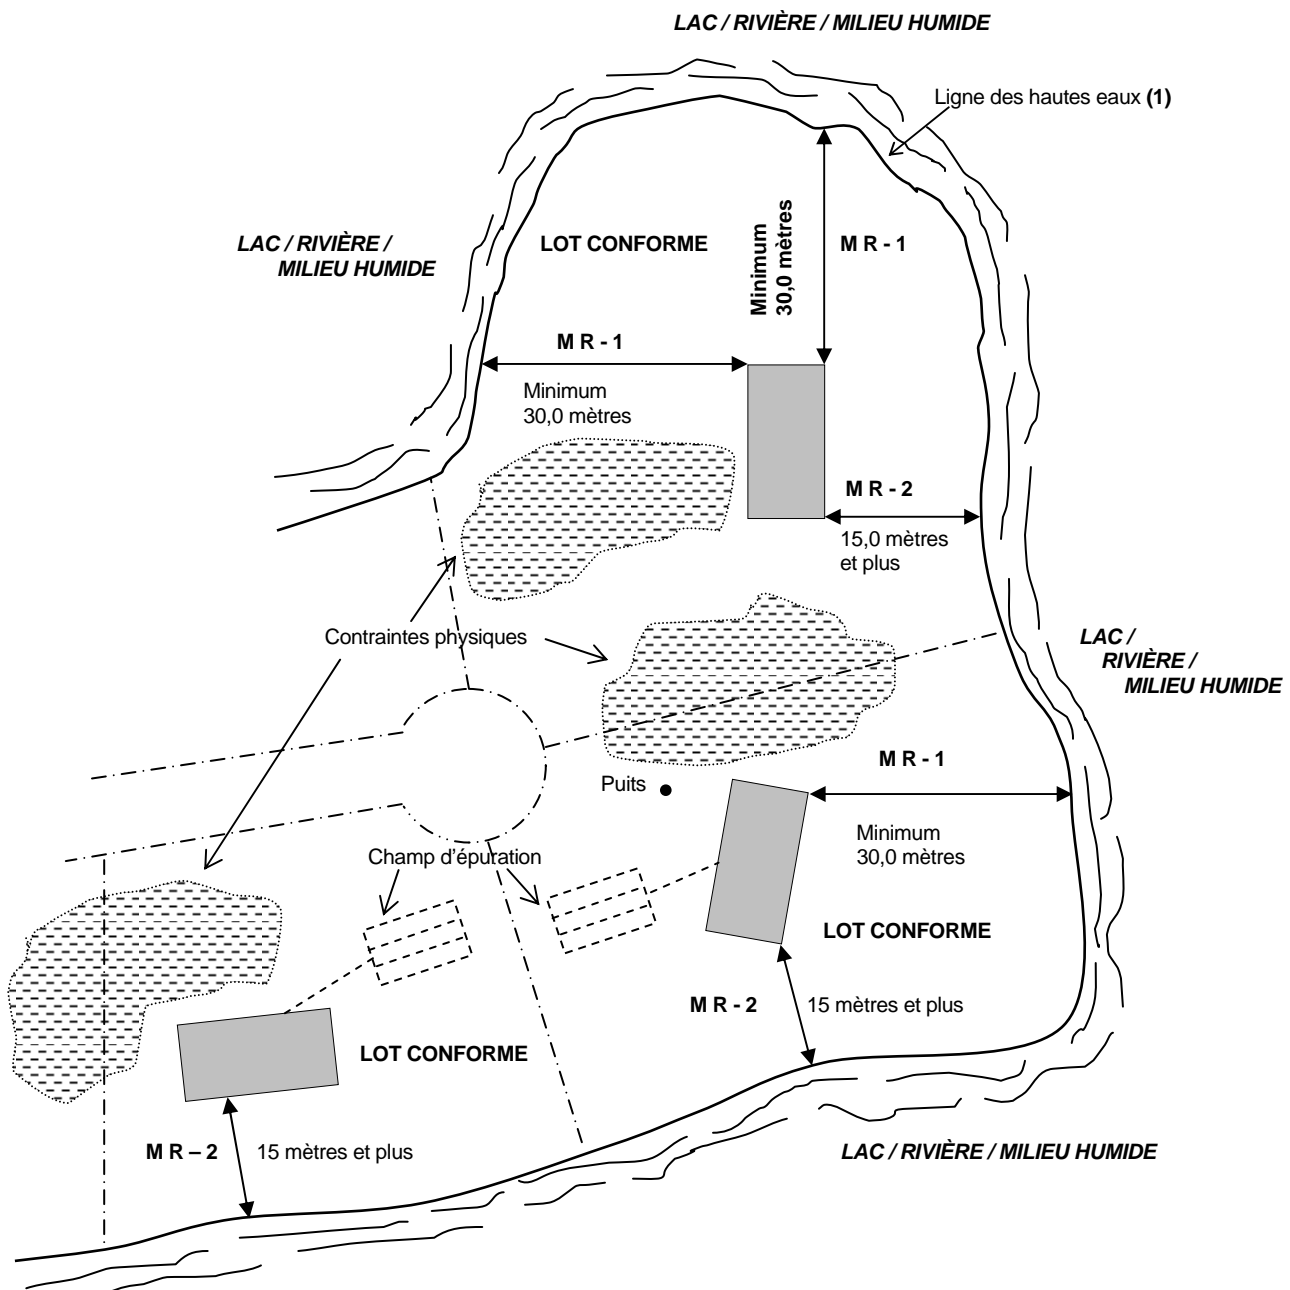 LAC / RIVIÈRE / MILIEU HUMIDE
Ligne des hautes eaux (1)
LAC / RIVIÈRE /
MILIEU HUMIDE
LOT CONFORME
Minimum
30,0 mètres
M R - 1
M R - 1
Minimum
30,0 mètres
M R - 2
15,0 mètres
et plus
Contraintes physiques
LAC /
RIVIÈRE /
MILIEU HUMIDE
M R - 1
Puits
Minimum
30,0 mètres
Champ d'épuration
LOT CONFORME
M R - 2
15 mètres et plus
LOT CONFORME
M R – 2
15 mètres et plus
LAC / RIVIÈRE / MILIEU HUMIDE